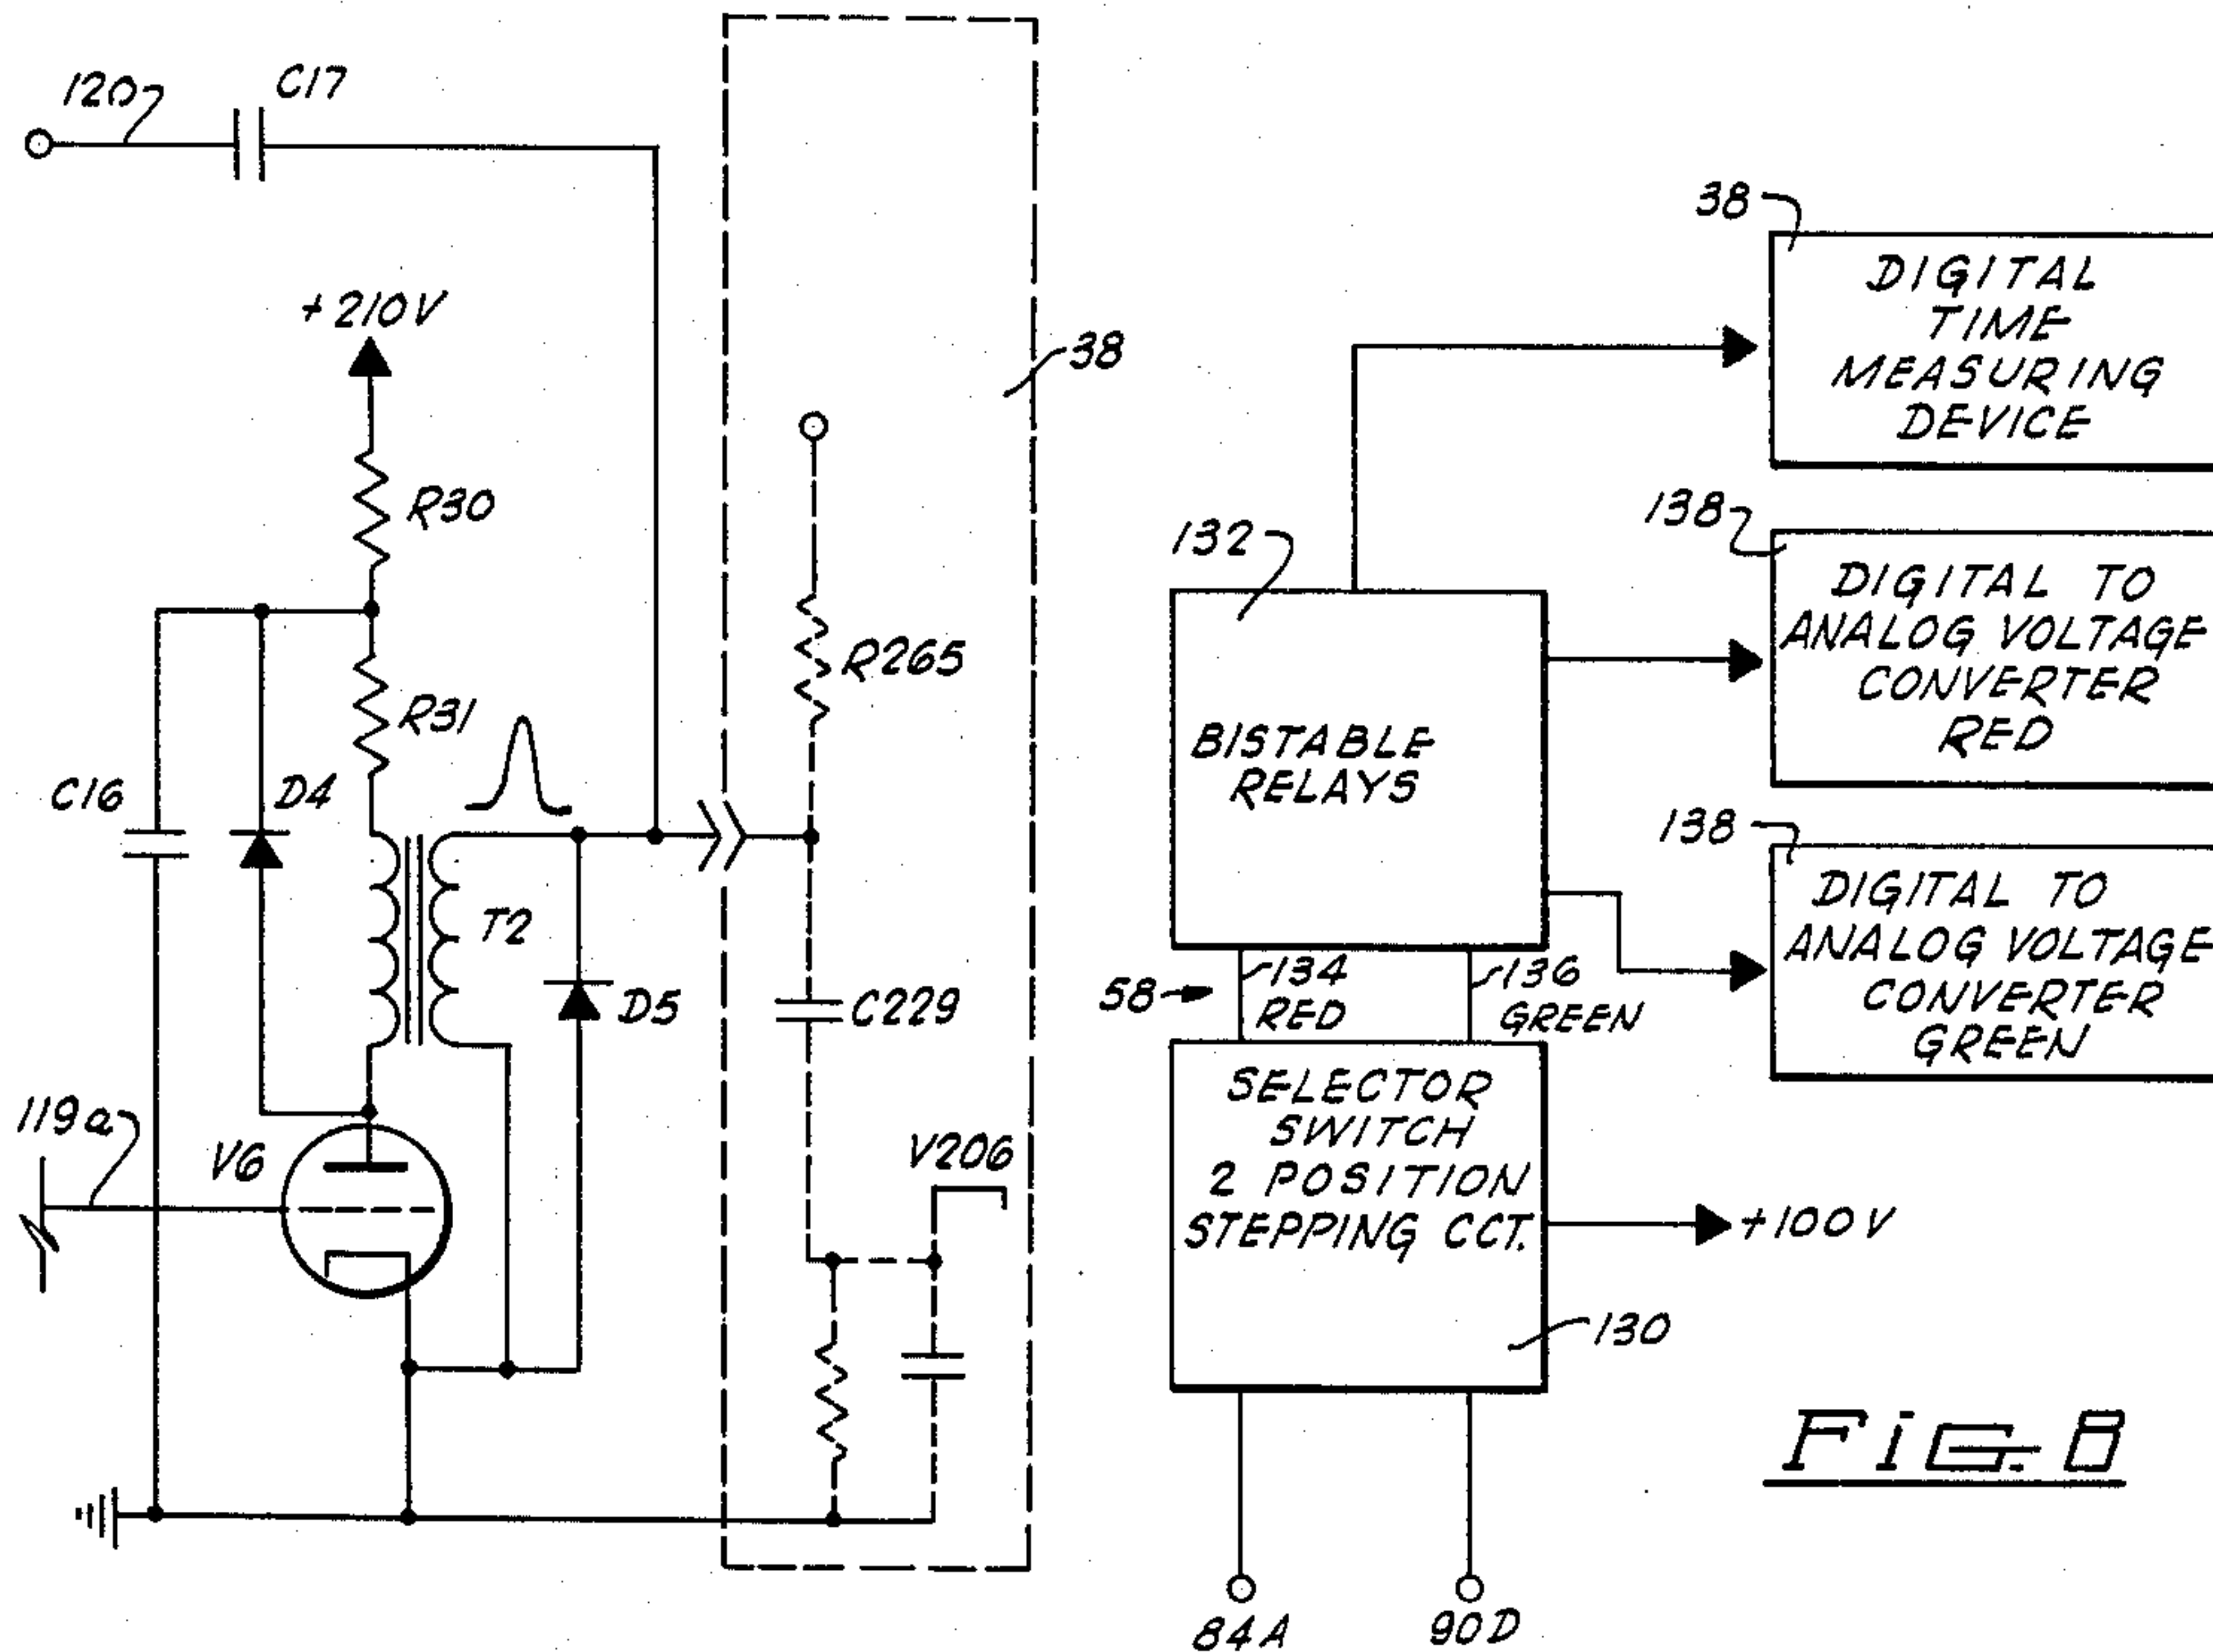 120
C17
+210V
38
R30
R265
R31
C16
D4
T2
D5
C229
119a
V6
V206
38
DIGITAL
TIME
MEASURING
DEVICE
132
138
DIGITAL TO
ANALOG VOLTAGE
CONVERTER
RED
BISTABLE
RELAYS
138
DIGITAL TO
ANALOG VOLTAGE
CONVERTER
GREEN
58
134
RED
136
GREEN
SELECTOR
SWITCH
2 POSITION
STEPPING CCT.
+100V
130
84A
90D
FiG. 8